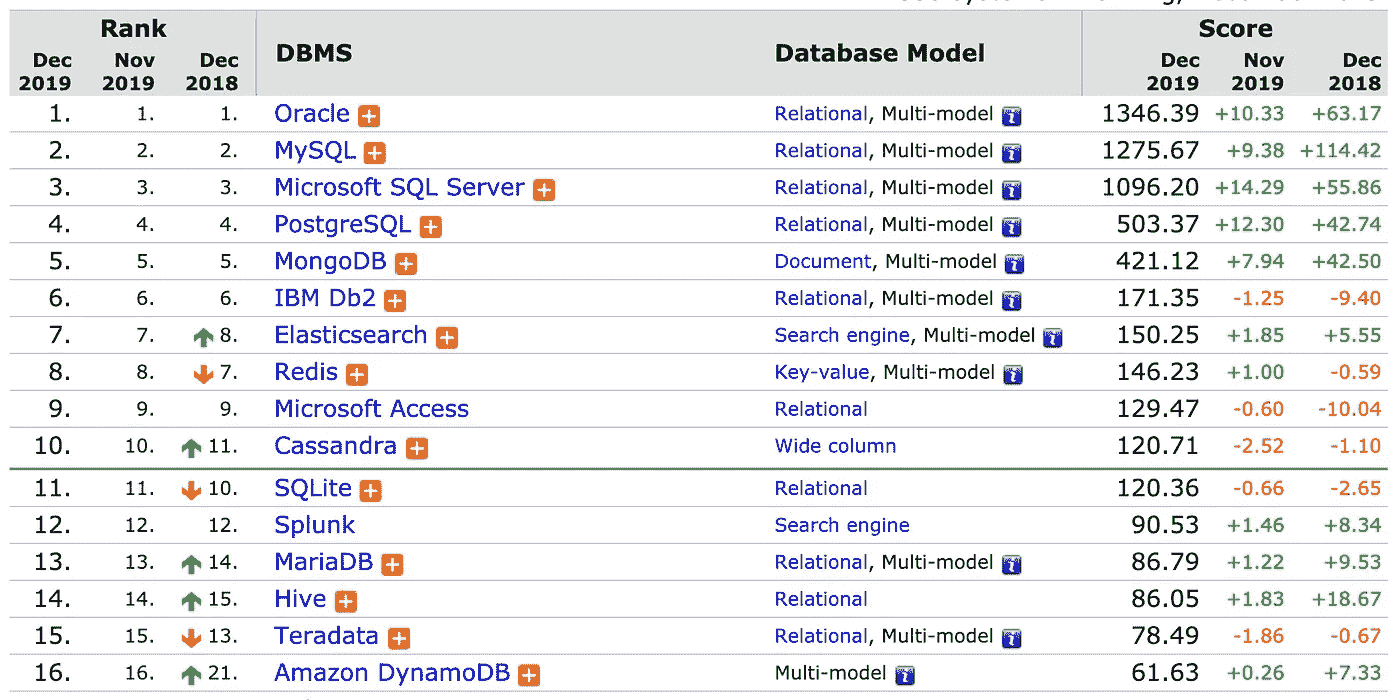 Rank
Score
Dec 2019 Nov 2019 Dec 2018 DBMS Database Model Dec 2019 Nov 2019 Dec 2018
1. 1. 1. Oracle Relational, Multi-model 1346.39 +10.33 +63.17
2. 2. 2. MySQL Relational, Multi-model 1275.67 +9.38 +114.42
3. 3. 3. Microsoft SQL Server Relational, Multi-model 1096.20 +14.29 +55.86
4. 4. 4. PostgreSQL Relational, Multi-model 503.37 +12.30 +42.74
5. 5. 5. MongoDB Document, Multi-model 421.12 +7.94 +42.50
6. 6. 6. IBM Db2 Relational, Multi-model 171.35 -1.25 -9.40
7. 7. 8. Elasticsearch Search engine, Multi-model 150.25 +1.85 +5.55
8. 8. 7. Redis Key-value, Multi-model 146.23 +1.00 -0.59
9. 9. 9. Microsoft Access Relational 129.47 -0.60 -10.04
10. 10. 11. Cassandra Wide column 120.71 -2.52 -1.10
11. 11. 10. SQLite Relational 120.36 -0.66 -2.65
12. 12. 12. Splunk Search engine 90.53 +1.46 +8.34
13. 13. 14. MariaDB Relational, Multi-model 86.79 +1.22 +9.53
14. 14. 15. Hive Relational 86.05 +1.83 +18.67
15. 15. 13. Teradata Relational, Multi-model 78.49 -1.86 -0.67
16. 16. 21. Amazon DynamoDB Multi-model 61.63 +0.26 +7.33